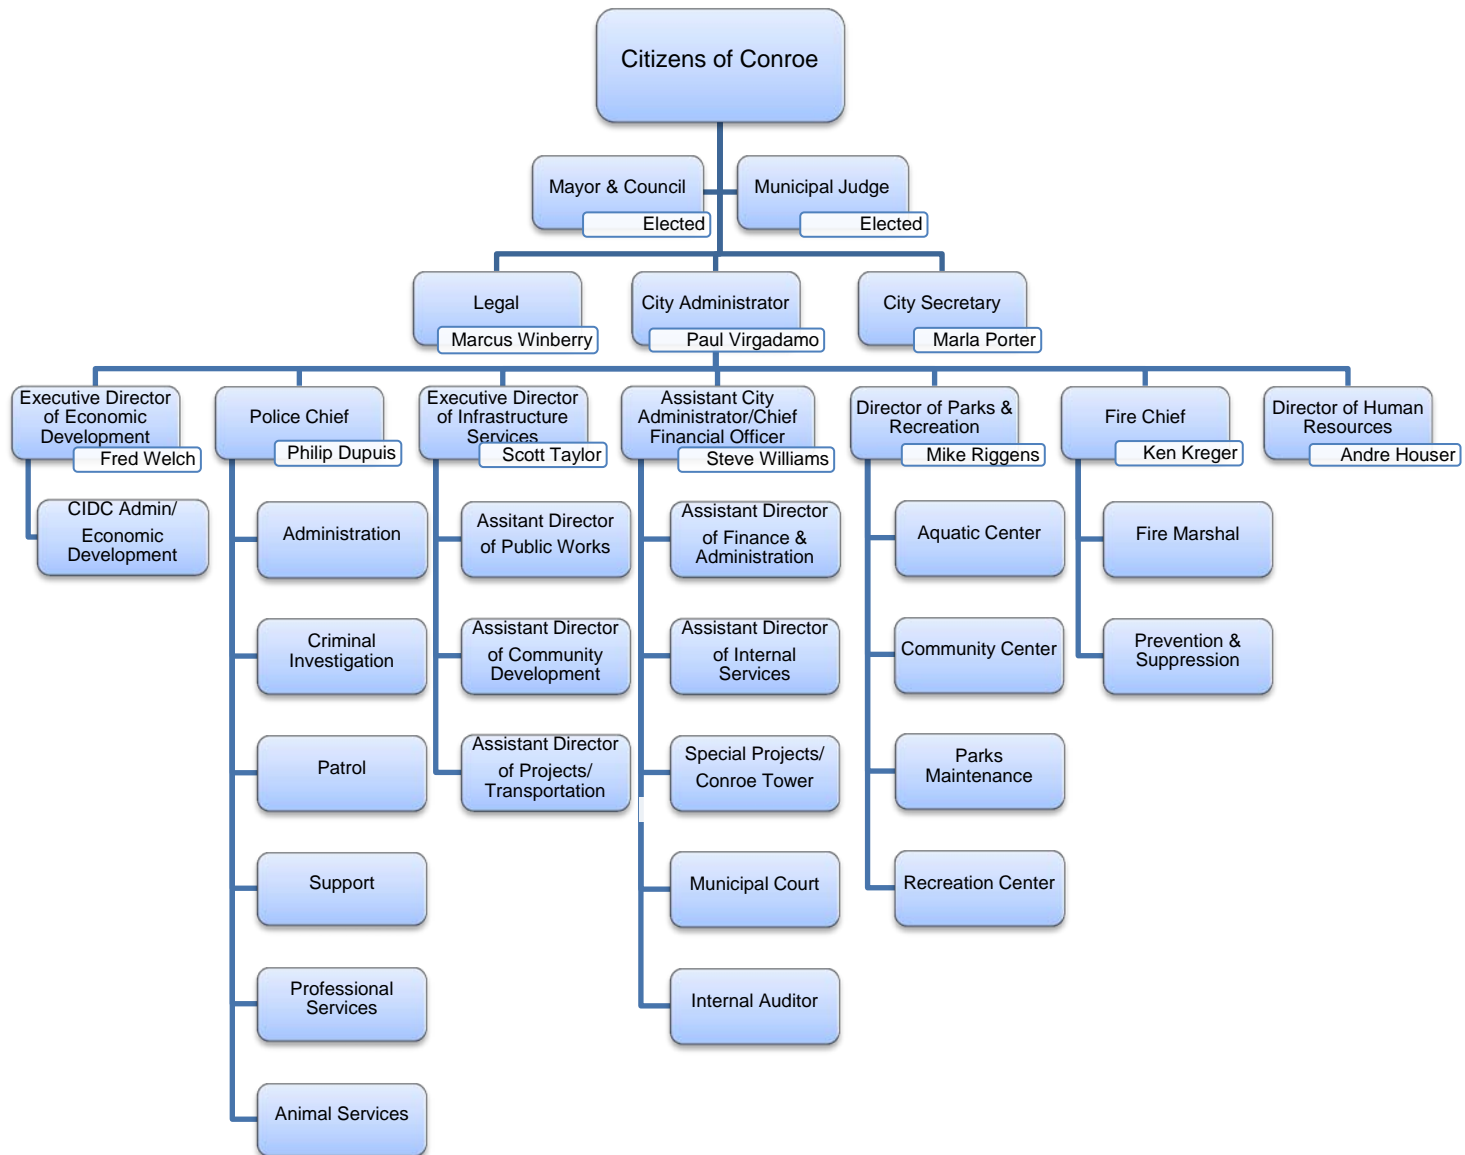 Citizens of Conroe
Mayor & Council
Elected
Municipal Judge
Elected
Legal
Marcus Winberry
City Administrator
Paul Virgadamo
City Secretary
Marla Porter
Executive Director
of Economic
Development
Fred Welch
Police Chief
Philip Dupuis
Executive Director
of Infrastructure
Services
Scott Taylor
Assistant City
Administrator/Chief
Financial Officer
Steve Williams
Director of Parks &
Recreation
Mike Riggens
Fire Chief
Ken Kreger
Director of Human
Resources
Andre Houser
CIDC Admin/
Economic
Development
Administration
Criminal
Investigation
Patrol
Support
Professional
Services
Animal Services
Assitant Director
of Public Works
Assistant Director
of Community
Development
Assistant Director
of Projects/
Transportation
Assistant Director
of Finance &
Administration
Assistant Director
of Internal
Services
Special Projects/
Conroe Tower
Municipal Court
Internal Auditor
Aquatic Center
Community Center
Parks
Maintenance
Recreation Center
Fire Marshal
Prevention &
Suppression